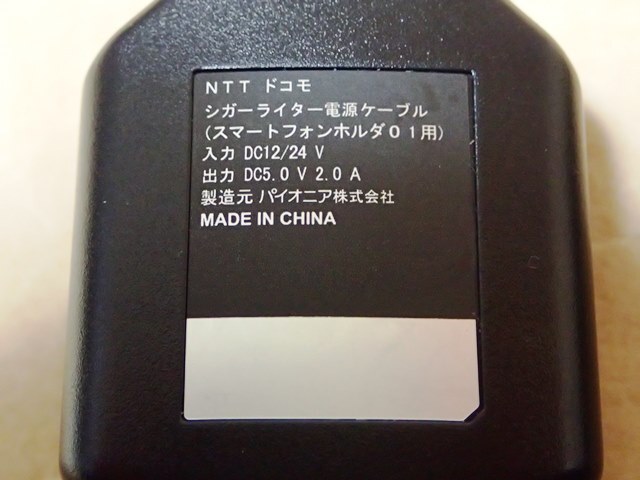 NTT ドコモ
シガーライター電源ケーブル
(スマートフォンホルダ01用)
入力 DC12/24 V
出力 DC5.0 V 2.0 A
製造元 パイオニア株式会社
MADE IN CHINA